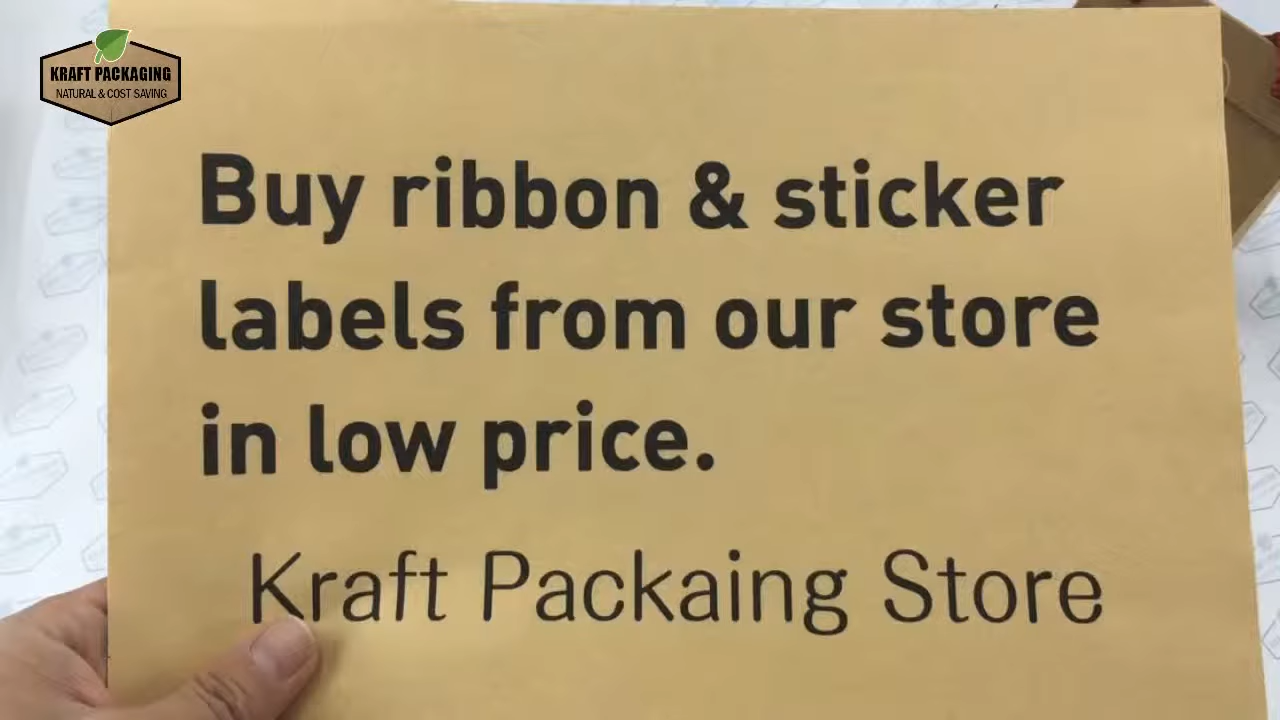 KRAFT PACKAGING
NATURAL & COST SAVING
Buy ribbon & sticker
labels from our store
in low price.
Kraft Packaing Store